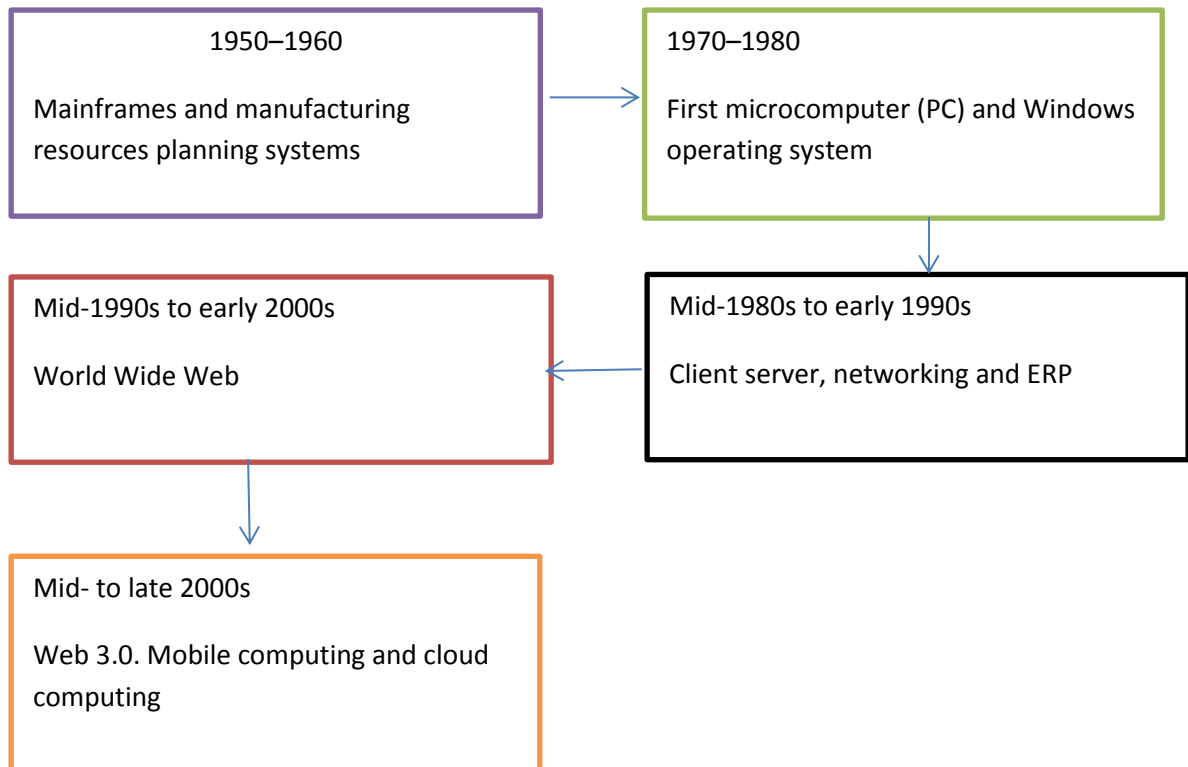 1950–1960
Mainframes and manufacturing
resources planning systems
1970–1980
First microcomputer (PC) and Windows
operating system
Mid-1980s to early 1990s
Client server, networking and ERP
Mid-1990s to early 2000s
World Wide Web
Mid- to late 2000s
Web 3.0. Mobile computing and cloud
computing